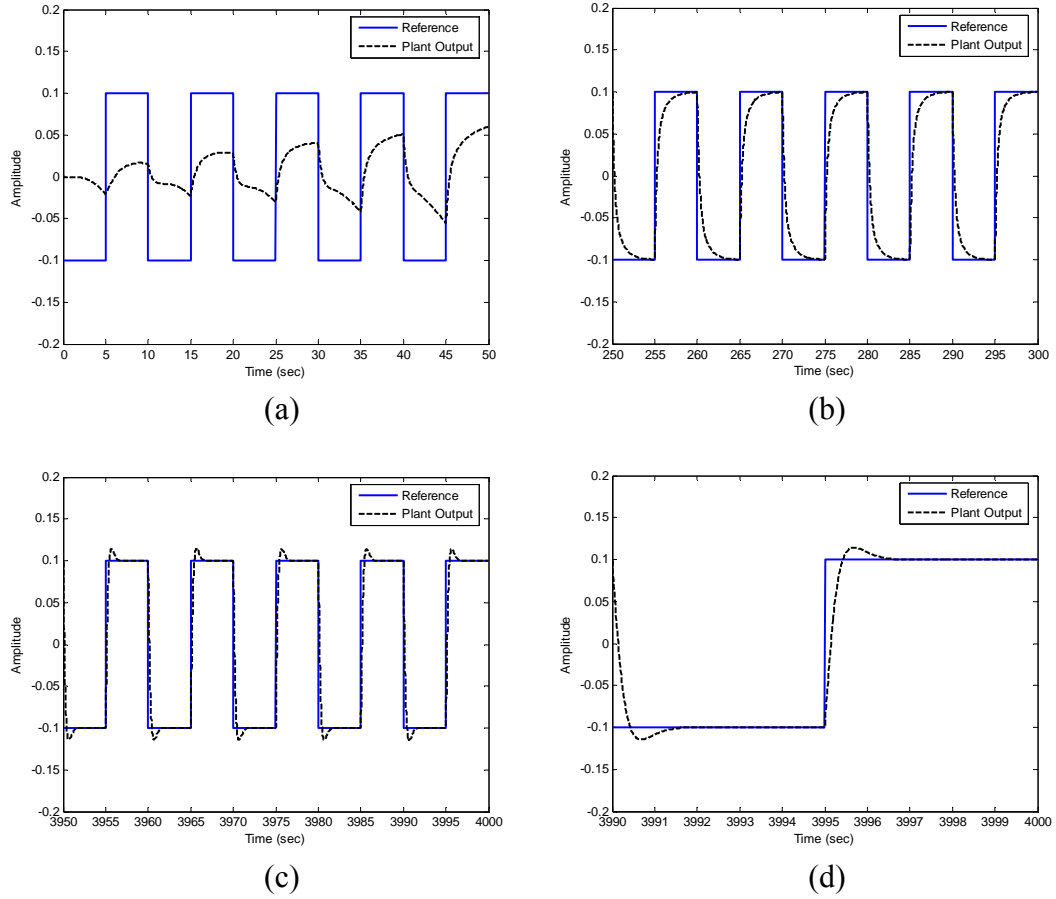 0.2
0.15
0.1
0.05
0
-0.05
-0.1
-0.15
-0.2
Amplitude
Reference
Plant Output
0 5 10 15 20 25 30 35 40 45 50
Time (sec)
(a)
0.2
0.15
0.1
0.05
0
-0.05
-0.1
-0.15
-0.2
Amplitude
Reference
Plant Output
250 255 260 265 270 275 280 285 290 295 300
Time (sec)
(b)
0.2
0.15
0.1
0.05
0
-0.05
-0.1
-0.15
-0.2
Amplitude
Reference
Plant Output
3950 3955 3960 3965 3970 3975 3980 3985 3990 3995 4000
Time (sec)
(c)
0.2
0.15
0.1
0.05
0
-0.05
-0.1
-0.15
-0.2
Amplitude
Reference
Plant Output
3990 3991 3992 3993 3994 3995 3996 3997 3998 3999 4000
Time (sec)
(d)